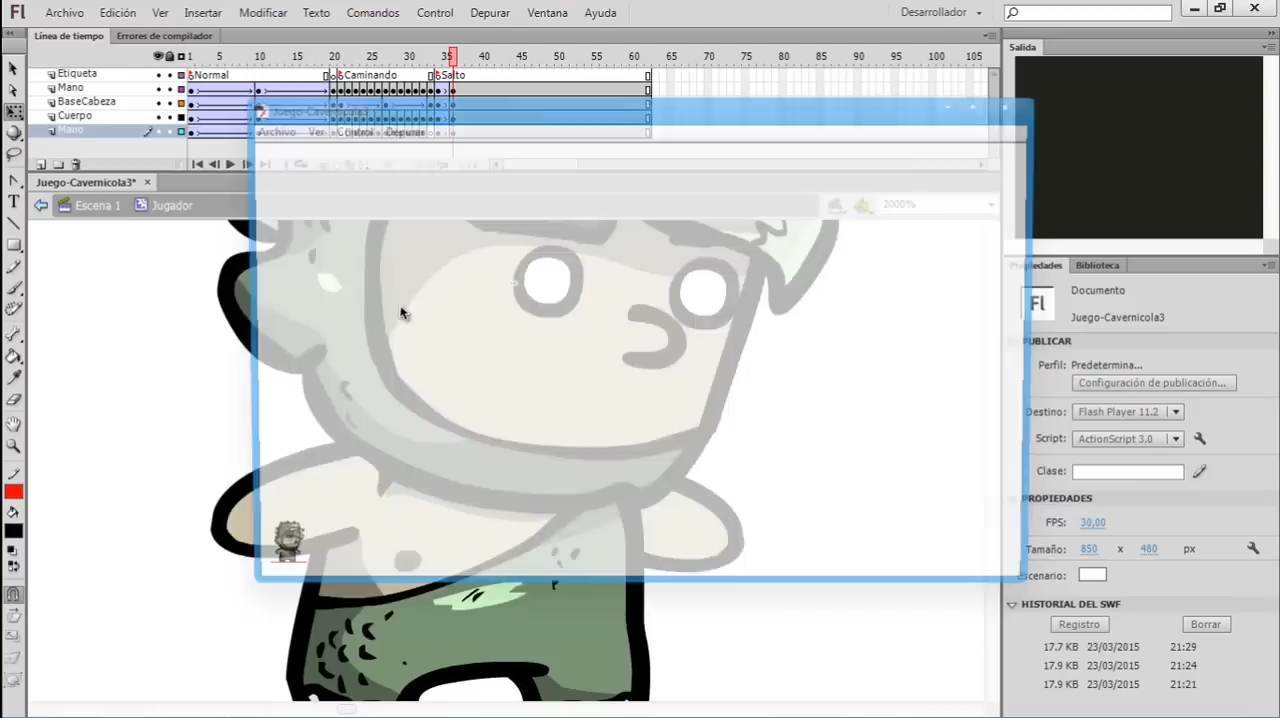 Fl Archivo Edición Ver Insertar Modificar Texto Comandos Control Depurar Ventana Ayuda Desarrollador
Línea de tiempo Errores de compilador
Salida
1 5 10 15 20 25 30 35 40 45 50 55 60 65 70 75 80 85 90 95 100 105
Etiqueta Normal Caminando Salto
Mano
BaseCabeza
Cuerpo
Mano
Juego-Cavernicola3
Archivo Ver Control Depurar
Juego-Cavernicola3*
Escena 1 Jugador 2000%
Propiedades Biblioteca
Fl Documento
Juego-Cavernicola3
PUBLICAR
Perfil: Predetermina...
Configuración de publicación...
Destino: Flash Player 11.2
Script: ActionScript 3.0
Clase:
PROPIEDADES
FPS: 30,00
Tamaño: 850 x 480 px
Escenario:
HISTORIAL DEL SWF
Registro Borrar
17.7 KB 23/03/2015 21:29
17.9 KB 23/03/2015 21:24
17.9 KB 23/03/2015 21:21